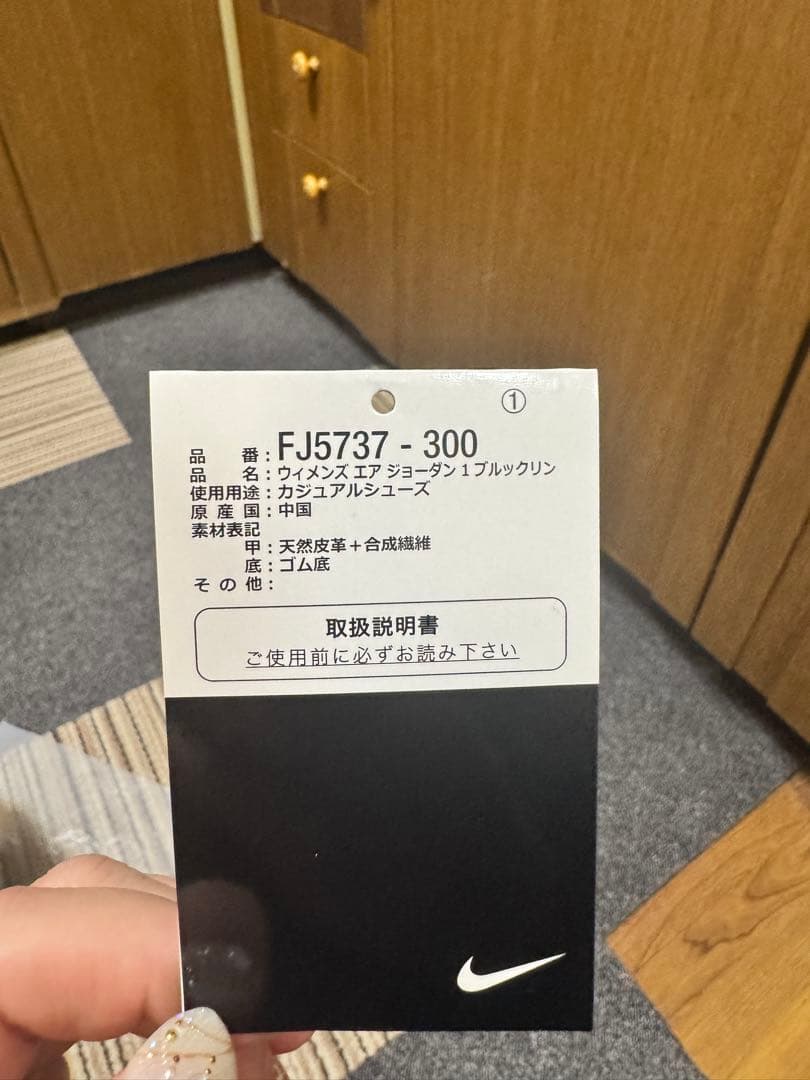 ①
品 番：FJ5737 - 300
品 名：ウィメンズ エア ジョーダン 1 ブルックリン
使用用途：カジュアルシューズ
原 産 国：中国
素材表記
甲：天然皮革＋合成繊維
底：ゴム底
そ の 他：
取扱説明書
ご使用前に必ずお読み下さい